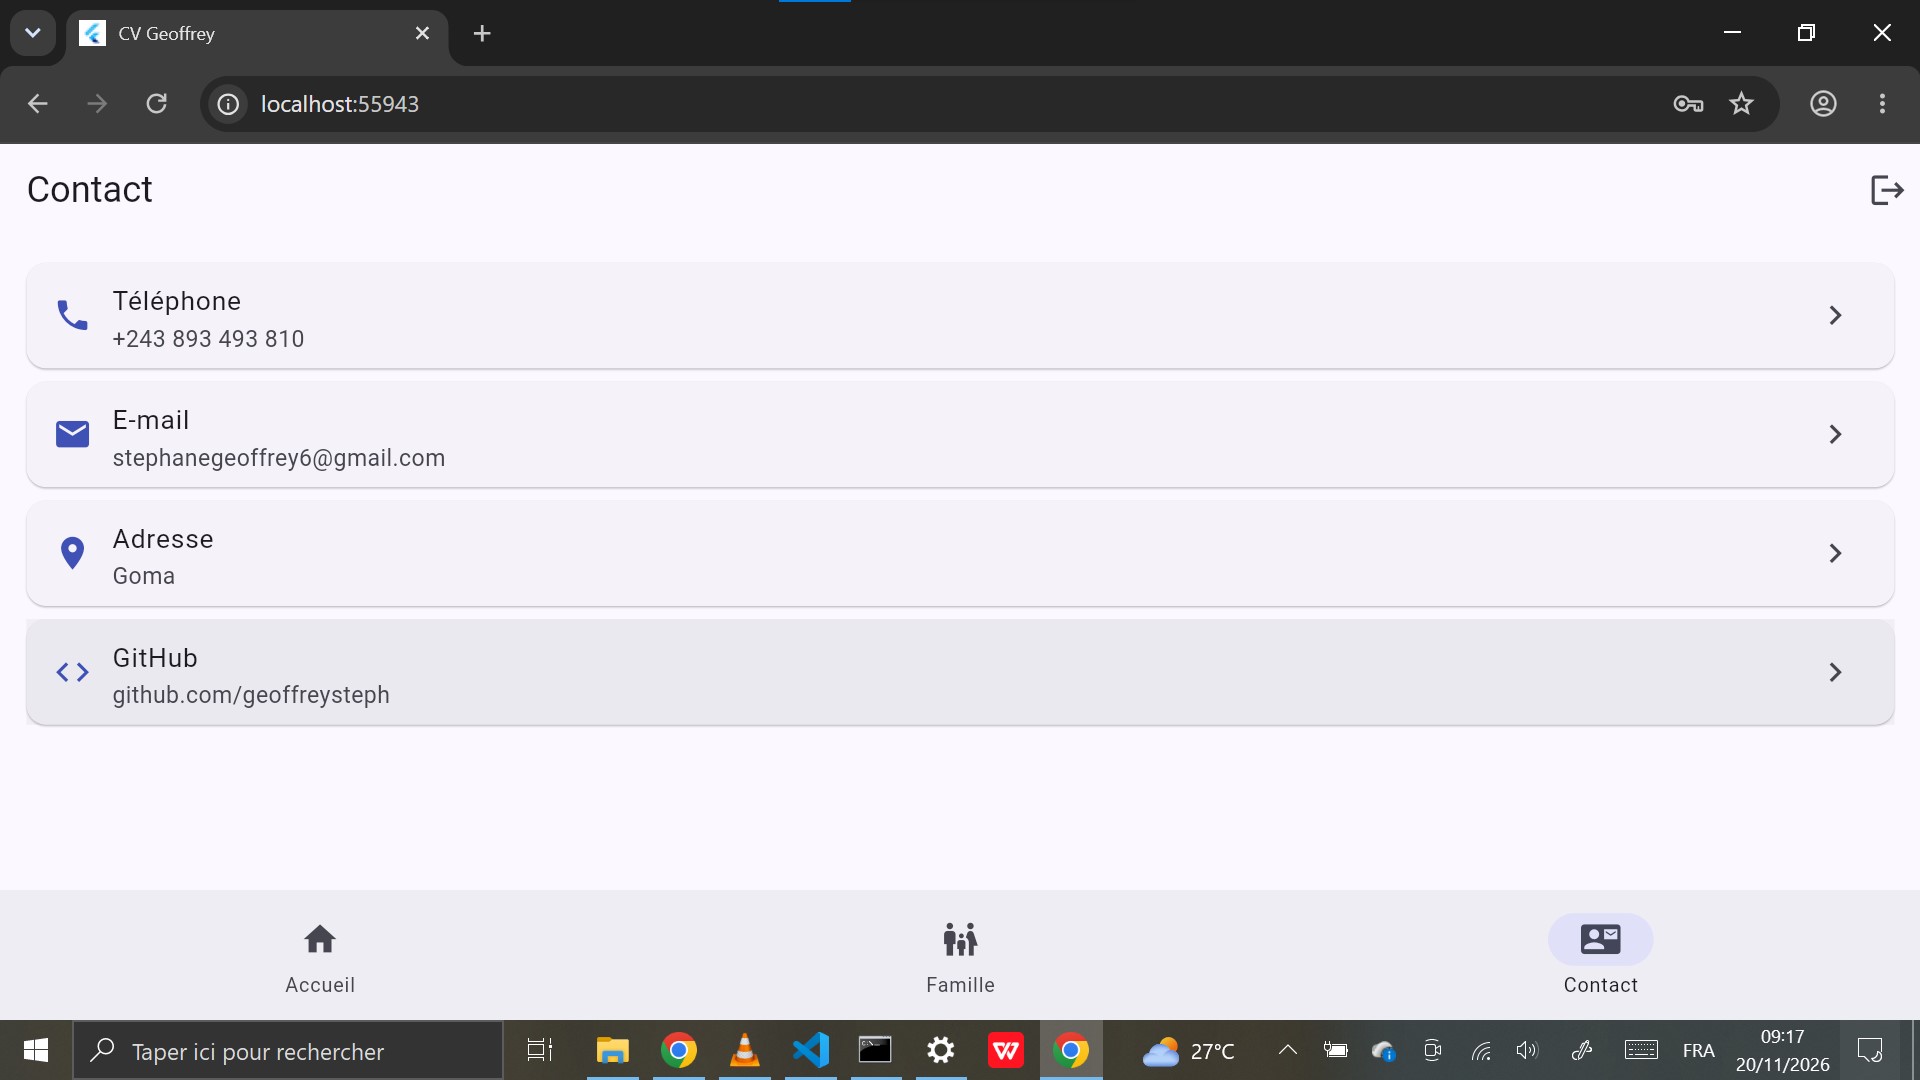 CV Geoffrey
localhost:55943
Contact
Téléphone
+243 893 493 810
E-mail
stephanegeoffrey6@gmail.com
Adresse
Goma
GitHub
github.com/geoffreysteph
Accueil
Famille
Contact
Taper ici pour rechercher
27°C
FRA
09:17
20/11/2026